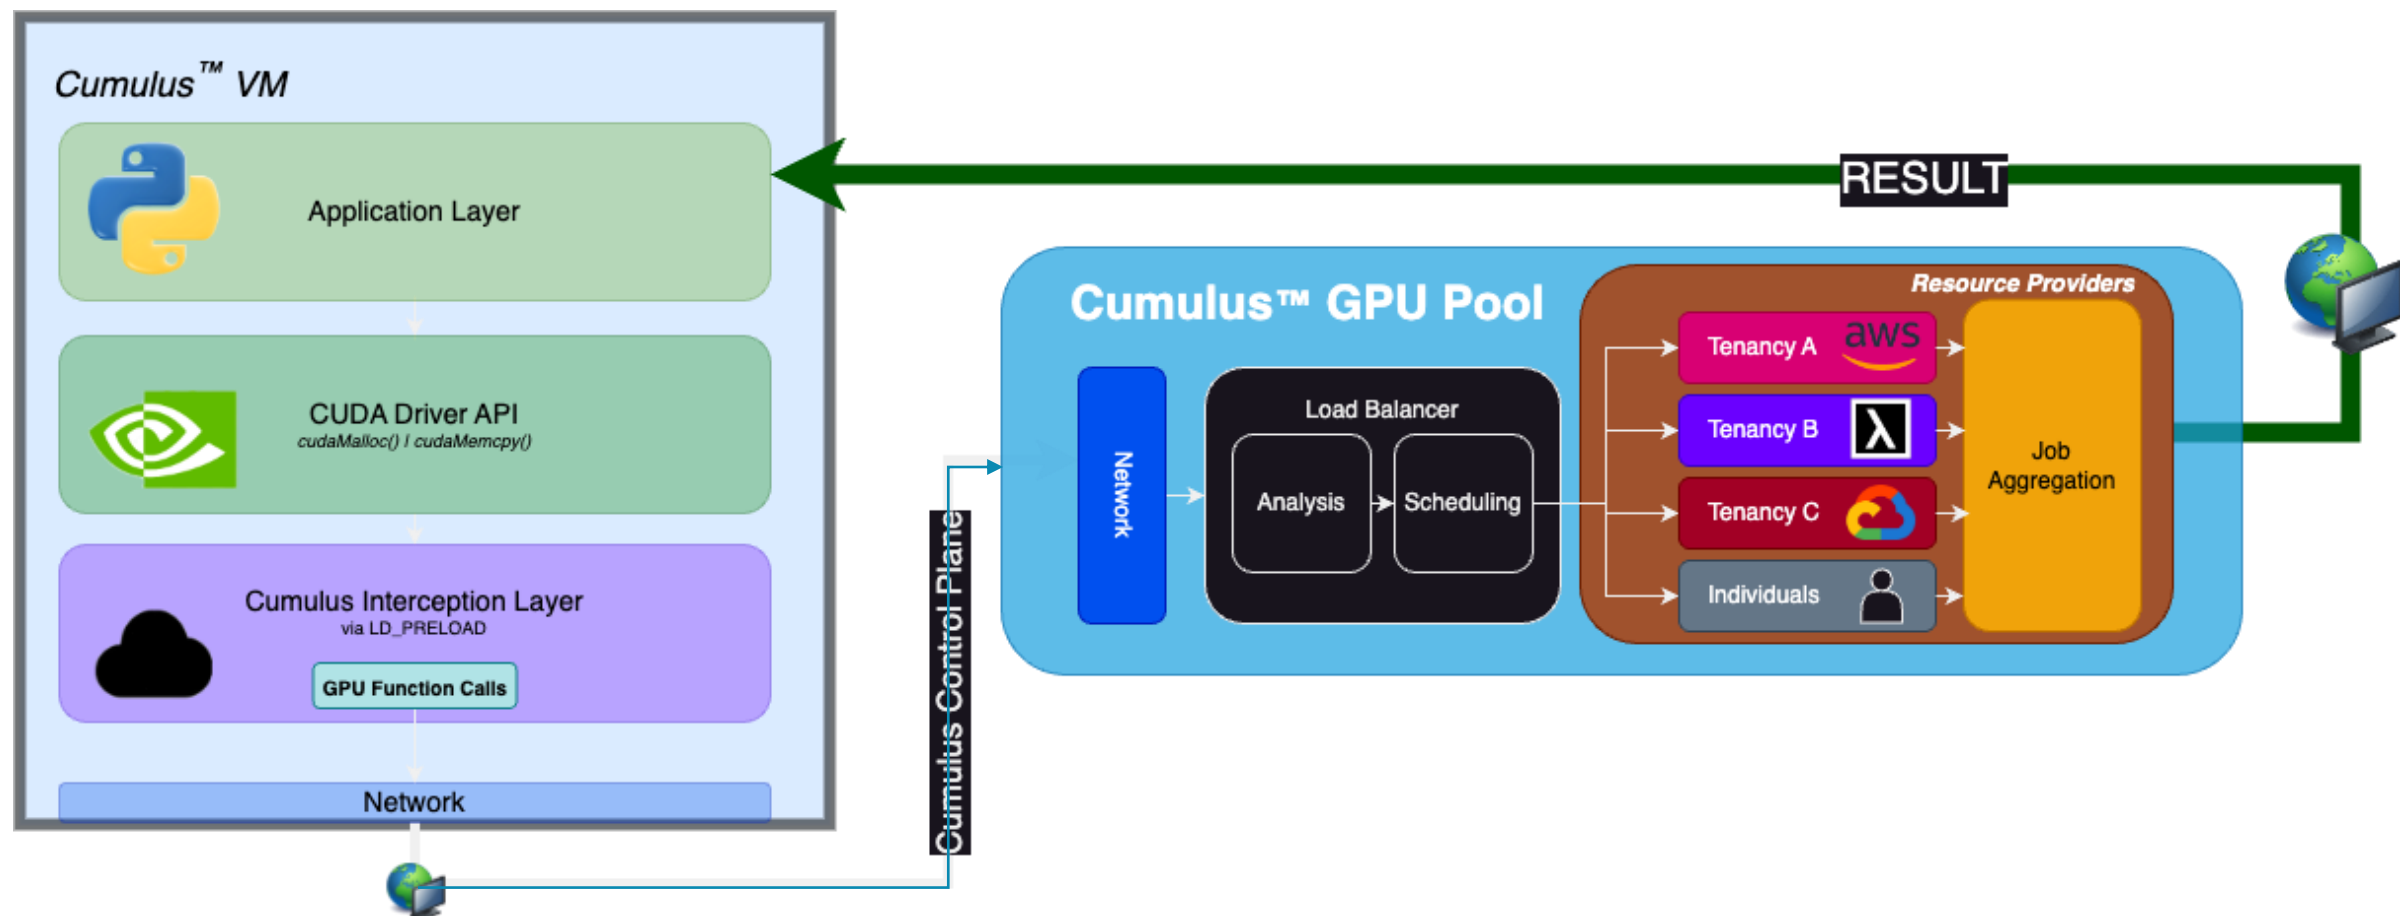 Cumulus™ VM
Application Layer
CUDA Driver API
cudaMalloc() | cudaMemcpy()
Cumulus Interception Layer
via LD_PRELOAD
GPU Function Calls
Network
Cumulus Control Plane
RESULT
Cumulus™ GPU Pool
Network
Load Balancer
Analysis
Scheduling
Resource Providers
Tenancy A
aws
Tenancy B
λ
Tenancy C
Individuals
Job
Aggregation